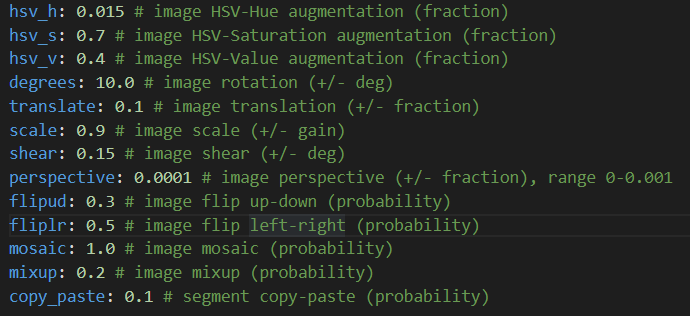 hsv_h: 0.015 # image HSV-Hue augmentation (fraction)
hsv_s: 0.7 # image HSV-Saturation augmentation (fraction)
hsv_v: 0.4 # image HSV-Value augmentation (fraction)
degrees: 10.0 # image rotation (+/- deg)
translate: 0.1 # image translation (+/- fraction)
scale: 0.9 # image scale (+/- gain)
shear: 0.15 # image shear (+/- deg)
perspective: 0.0001 # image perspective (+/- fraction), range 0-0.001
flipud: 0.3 # image flip up-down (probability)
fliplr: 0.5 # image flip left-right (probability)
mosaic: 1.0 # image mosaic (probability)
mixup: 0.2 # image mixup (probability)
copy_paste: 0.1 # segment copy-paste (probability)